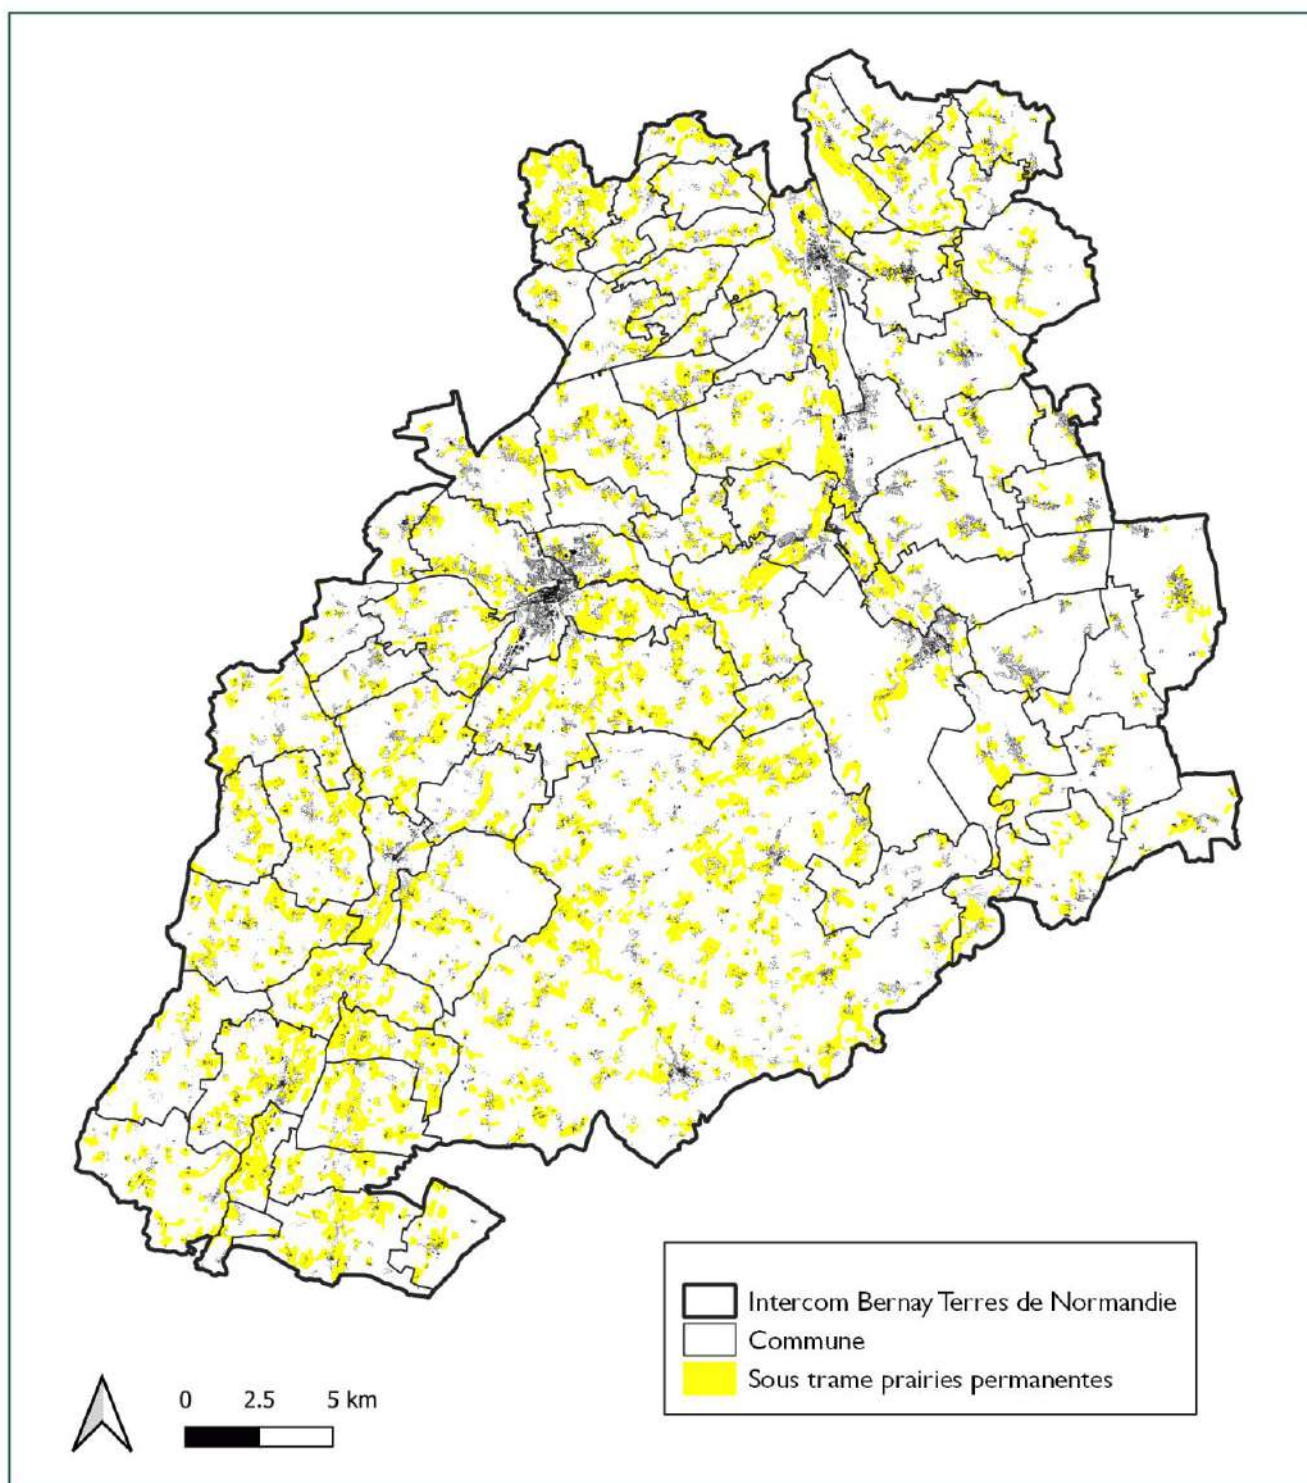 Intercom Bernay Terres de Normandie
Commune
Sous trame prairies permanentes
0 2.5 5 km